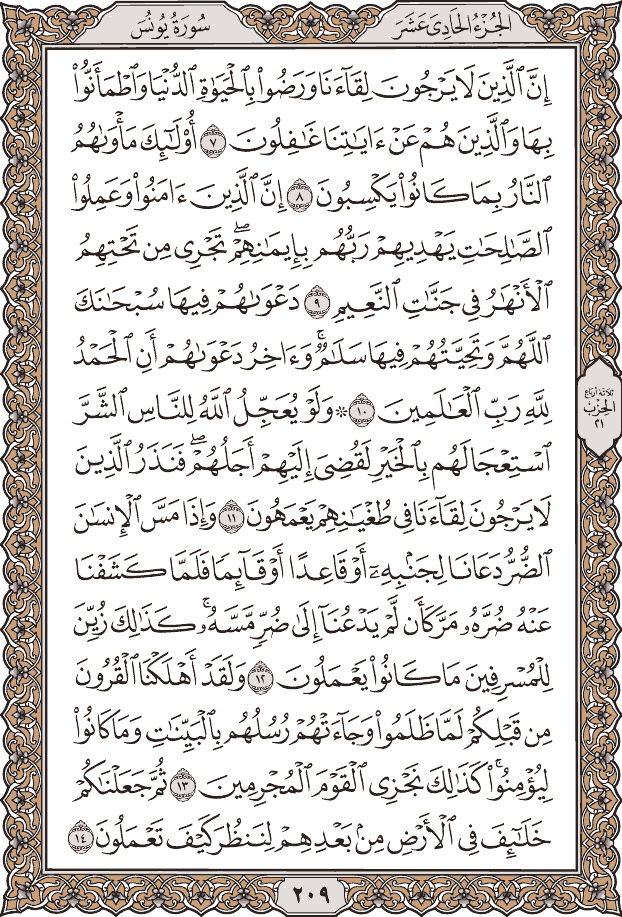 الجُزْءُ الحَادِي عَشَرَ
سُورَةُ يُونُسَ
إِنَّ ٱلَّذِينَ لَا يَرْجُونَ لِقَآءَنَا وَرَضُوا۟ بِٱلْحَيَوٰةِ ٱلدُّنْيَا وَٱطْمَأَنُّوا۟
بِهَا وَٱلَّذِينَ هُمْ عَنْ ءَايَٰتِنَا غَٰفِلُونَ ٧ أُو۟لَٰٓئِكَ مَأْوَىٰهُمُ
ٱلنَّارُ بِمَا كَانُوا۟ يَكْسِبُونَ ٨ إِنَّ ٱلَّذِينَ ءَامَنُوا۟ وَعَمِلُوا۟
ٱلصَّٰلِحَٰتِ يَهْدِيهِمْ رَبُّهُم بِإِيمَٰنِهِمْ ۖ تَجْرِى مِن تَحْتِهِمُ
ٱلْأَنْهَٰرُ فِى جَنَّٰتِ ٱلنَّعِيمِ ٩ دَعْوَىٰهُمْ فِيهَا سُبْحَٰنَكَ
ٱللَّهُمَّ وَتَحِيَّتُهُمْ فِيهَا سَلَٰمٌ ۚ وَءَاخِرُ دَعْوَىٰهُمْ أَنِ ٱلْحَمْدُ
لِلَّهِ رَبِّ ٱلْعَٰلَمِينَ ١٠ ۞ وَلَوْ يُعَجِّلُ ٱللَّهُ لِلنَّاسِ ٱلشَّرَّ
ٱسْتِعْجَالَهُم بِٱلْخَيْرِ لَقُضِىَ إِلَيْهِمْ أَجَلُهُمْ ۖ فَنَذَرُ ٱلَّذِينَ
لَا يَرْجُونَ لِقَآءَنَا فِى طُغْيَٰنِهِمْ يَعْمَهُونَ ١١ وَإِذَا مَسَّ ٱلْإِنسَٰنَ
ٱلضُّرُّ دَعَانَا لِجَنۢبِهِۦٓ أَوْ قَاعِدًا أَوْ قَآئِمًا فَلَمَّا كَشَفْنَا
عَنْهُ ضُرَّهُۥ مَرَّ كَأَن لَّمْ يَدْعُنَآ إِلَىٰ ضُرٍّ مَّسَّهُۥ ۚ كَذَٰلِكَ زُيِّنَ
لِلْمُسْرِفِينَ مَا كَانُوا۟ يَعْمَلُونَ ١٢ وَلَقَدْ أَهْلَكْنَا ٱلْقُرُونَ
مِن قَبْلِكُمْ لَمَّا ظَلَمُوا۟ وَجَآءَتْهُمْ رُسُلُهُم بِٱلْبَيِّنَٰتِ وَمَا كَانُوا۟
لِيُؤْمِنُوا۟ ۚ كَذَٰلِكَ نَجْزِى ٱلْقَوْمَ ٱلْمُجْرِمِينَ ١٣ ثُمَّ جَعَلْنَٰكُمْ
خَلَٰٓئِفَ فِى ٱلْأَرْضِ مِنۢ بَعْدِهِمْ لِنَنظُرَ كَيْفَ تَعْمَلُونَ ١٤
ثلاثة أرباع
الحِزْب
٢١
٢٠٩